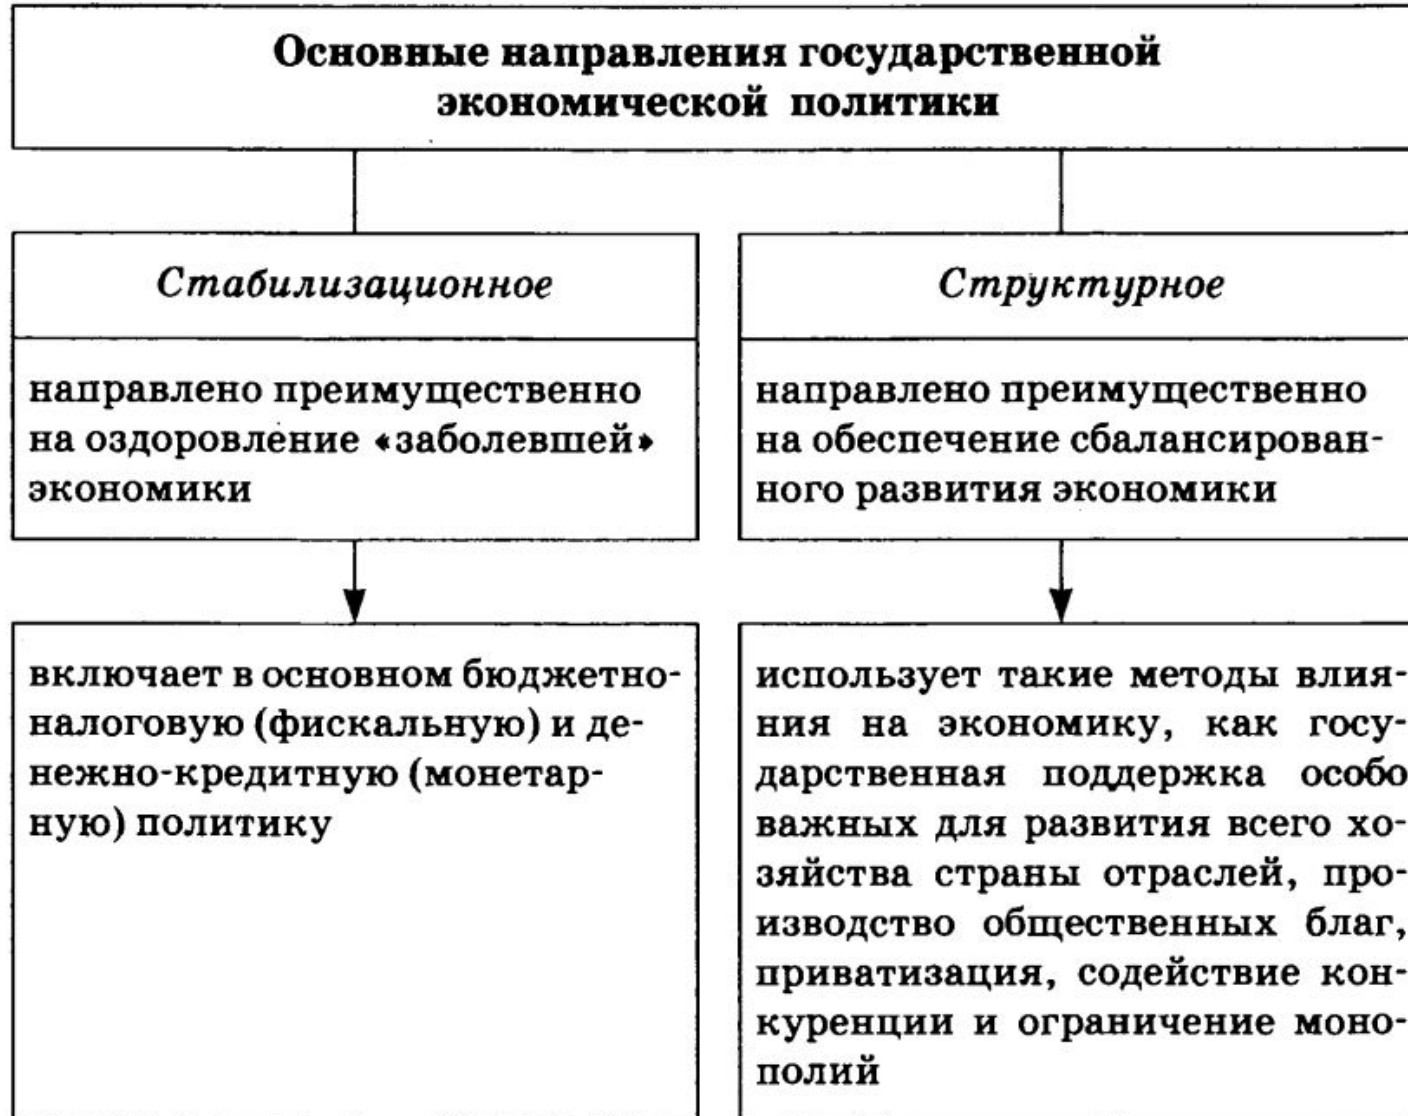 Основные направления государственной
экономической политики
Стабилизационное
направлено преимущественно
на оздоровление «заболевшей»
экономики
включает в основном бюджетно-
налоговую (фискальную) и де-
нежно-кредитную (монетар-
ную) политику
Структурное
направлено преимущественно
на обеспечение сбалансирован-
ного развития экономики
использует такие методы влия-
ния на экономику, как госу-
дарственная поддержка особо
важных для развития всего хо-
зяйства страны отраслей, про-
изводство общественных благ,
приватизация, содействие кон-
куренции и ограничение моно-
полий